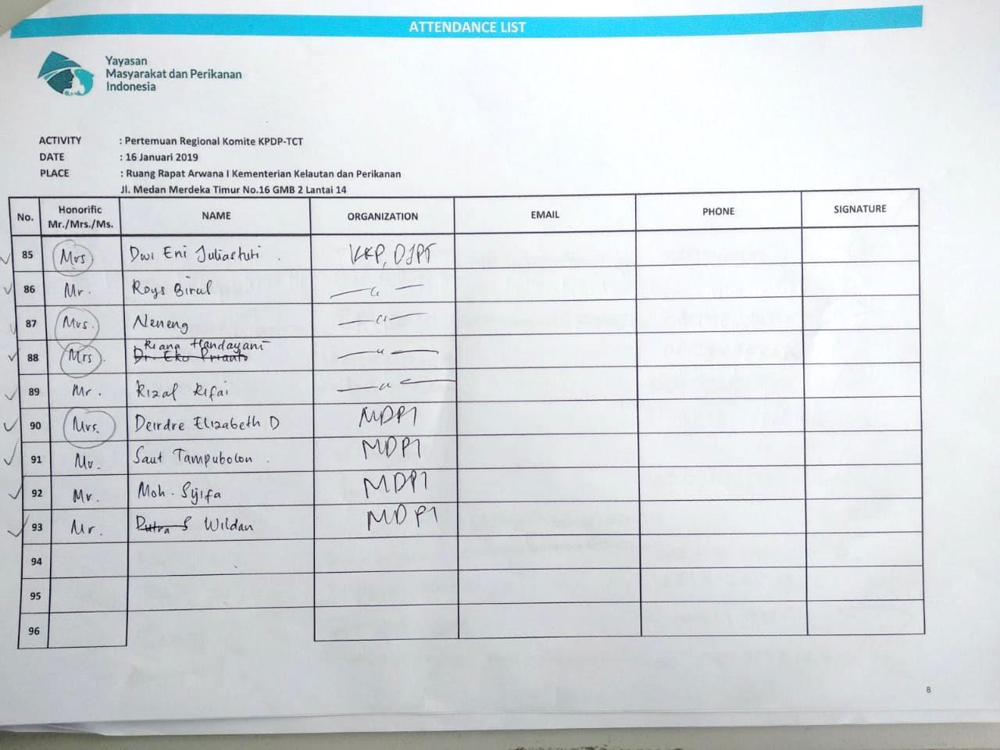 ATTENDANCE LIST
Yayasan
Masyarakat dan Perikanan
Indonesia
ACTIVITY : Pertemuan Regional Komite KPDP-TCT
DATE : 16 Januari 2019
PLACE : Ruang Rapat Arwana I Kementerian Kelautan dan Perikanan
Jl. Medan Merdeka Timur No.16 GMB 2 Lantai 14
No. Honorific Mr./Mrs./Ms. NAME ORGANIZATION EMAIL PHONE SIGNATURE
85 Mrs Dwi Eni Juliastuti . KKP, DJPT
86 Mr. Roys Birul — " —
87 Mrs. Neneng — " —
88 Mrs Riana Handayani Dr. Eko Prianto — " —
89 Mr. Rizal Rifai — " —
90 Mrs. Deirdre Elizabeth D MDPI
91 Mr. Saut Tampubolon . MDPI
92 Mr. Moh. MDPI
93 Mr. Putra S Wildan MDPI
94
95
96
8